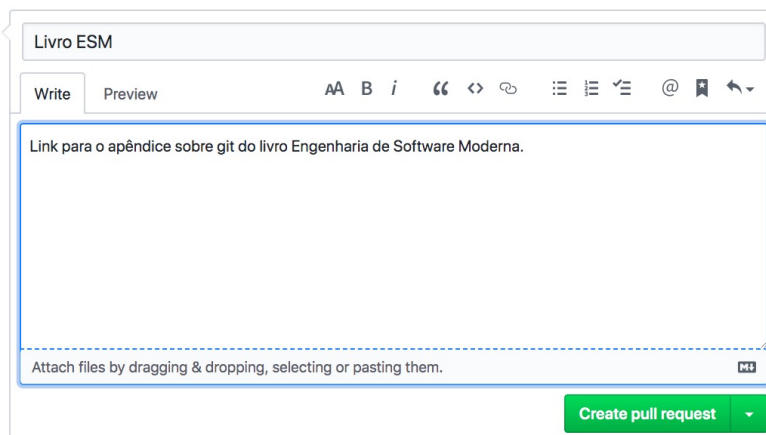 Livro ESM
Write Preview AA B i @
Link para o apêndice sobre git do livro Engenharia de Software Moderna.
Attach files by dragging & dropping, selecting or pasting them.
Create pull request